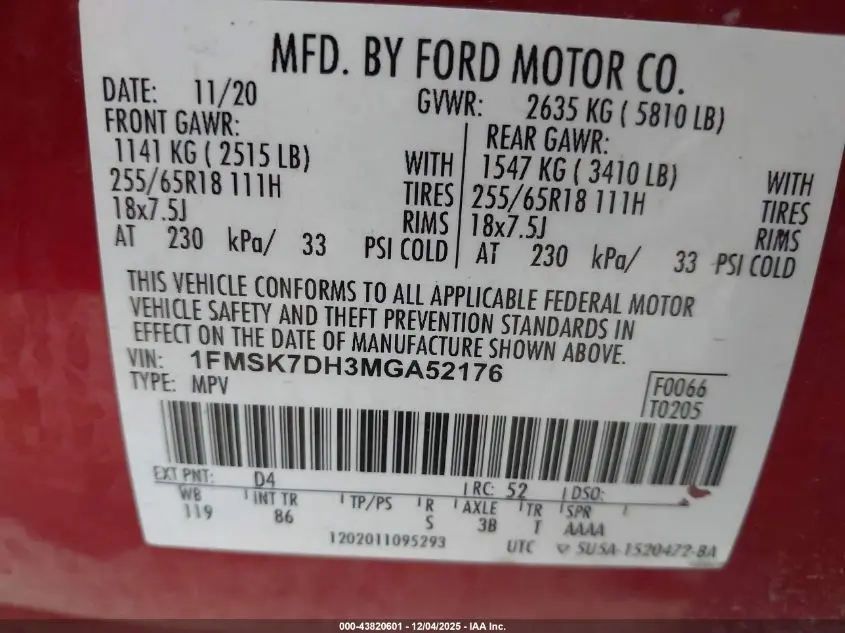 MFD. BY FORD MOTOR CO.
DATE: 11/20 GVWR: 2635 KG ( 5810 LB)
FRONT GAWR: REAR GAWR:
1141 KG ( 2515 LB) WITH 1547 KG ( 3410 LB) WITH
255/65R18 111H TIRES 255/65R18 111H TIRES
18x7.5J RIMS 18x7.5J RIMS
AT 230 kPa/ 33 PSI COLD AT 230 kPa/ 33 PSI COLD
THIS VEHICLE CONFORMS TO ALL APPLICABLE FEDERAL MOTOR
VEHICLE SAFETY AND THEFT PREVENTION STANDARDS IN
EFFECT ON THE DATE OF MANUFACTURE SHOWN ABOVE.
VIN: 1FMSK7DH3MGA52176
TYPE: MPV F0066
T0205
EXT PNT: D4 RC: 52 DSO:
WB INT TR TP/PS R AXLE TR SPR
119 86 S 3B T AAAA
1202011095293 UTC 5U5A-1520472-BA
000-43820601 - 12/04/2025 - IAA Inc.